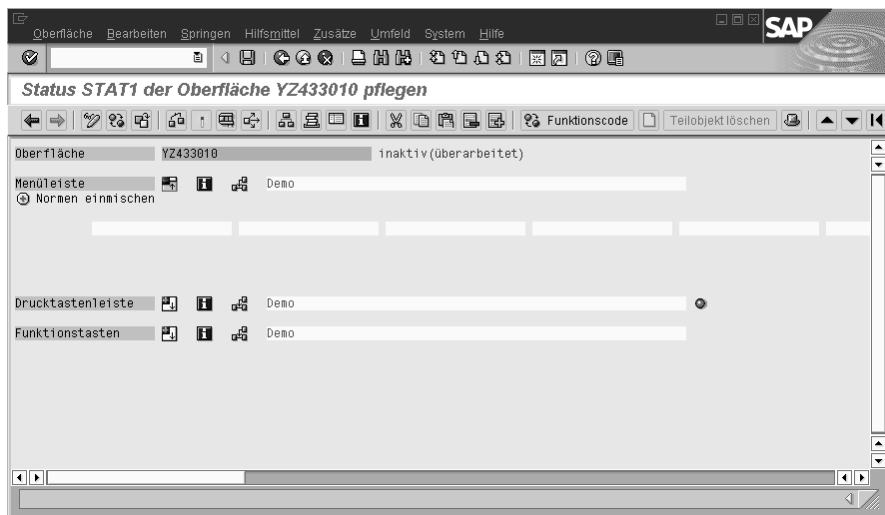 Oberfläche Bearbeiten Springen Hilfsmittel Zusätze Umfeld System Hilfe
SAP
Status STAT1 der Oberfläche YZ433010 pflegen
Funktionscode Teilobjekt löschen
Oberfläche YZ433010 inaktiv(überarbeitet)
Menüleiste Demo
Normen einmischen
Drucktastenleiste Demo
Funktionstasten Demo